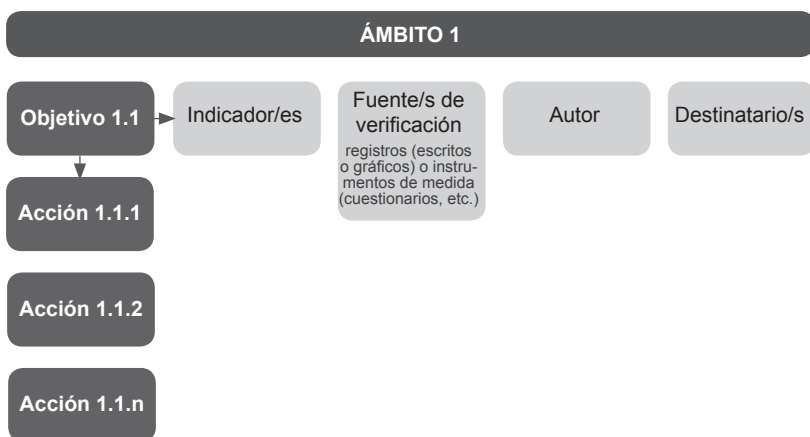 ÁMBITO 1
Objetivo 1.1
Indicador/es
Fuente/s de
verificación
registros (escritos
o gráficos) o instru-
mentos de medida
(cuestionarios, etc.)
Autor
Destinatario/s
Acción 1.1.1
Acción 1.1.2
Acción 1.1.n